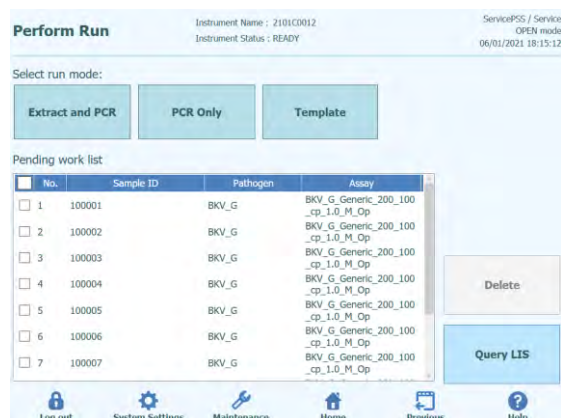 Perform Run
Instrument Name : 2101C0012
Instrument Status : READY
ServicePSS / Service
OPEN mode
06/01/2021 18:15:12
Select run mode:
Extract and PCR
PCR Only
Template
Pending work list
No. Sample ID Pathogen Assay
1 100001 BKV_G BKV_G_Generic_200_100
_cp_1.0_M_Op
2 100002 BKV_G BKV_G_Generic_200_100
_cp_1.0_M_Op
3 100003 BKV_G BKV_G_Generic_200_100
_cp_1.0_M_Op
4 100004 BKV_G BKV_G_Generic_200_100
_cp_1.0_M_Op
5 100005 BKV_G BKV_G_Generic_200_100
_cp_1.0_M_Op
6 100006 BKV_G BKV_G_Generic_200_100
_cp_1.0_M_Op
7 100007 BKV_G BKV_G_Generic_200_100
_cp_1.0_M_Op
Delete
Query LIS
Log out System Settings Maintenance Home Previous Help